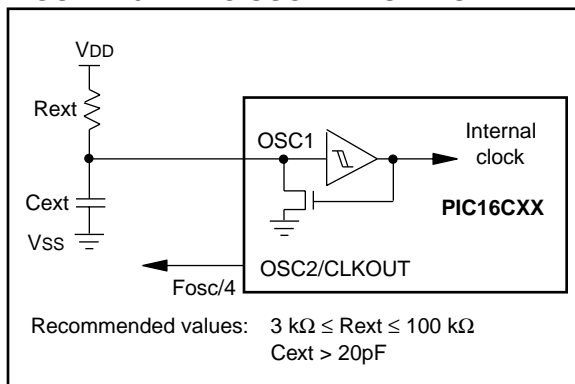 VDD
Rext
OSC1
Internal
clock
Cext
PIC16CXX
VSS
OSC2/CLKOUT
Fosc/4
Recommended values: 3 kΩ ≤ Rext ≤ 100 kΩ
Cext > 20pF